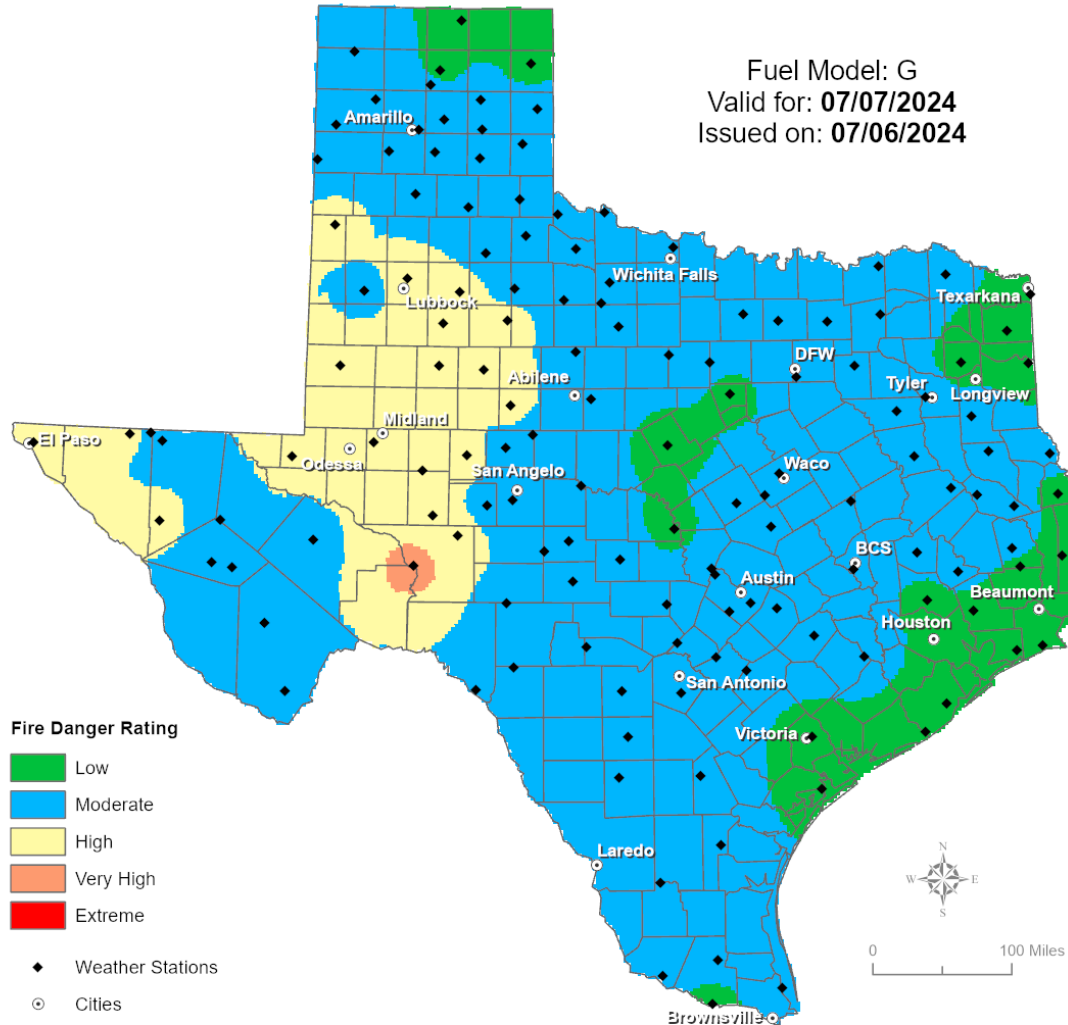 Fuel Model: G
Valid for: 07/07/2024
Issued on: 07/06/2024
Amarillo
Wichita Falls
Lubbock
Texarkana
DFW
Abilene
Tyler
Longview
Midland
El Paso
Odessa
San Angelo
Waco
BCS
Austin
Beaumont
Houston
San Antonio
Victoria
Laredo
Brownsville
Fire Danger Rating
Low
Moderate
High
Very High
Extreme
Weather Stations
Cities
N
W E
S
0 100 Miles